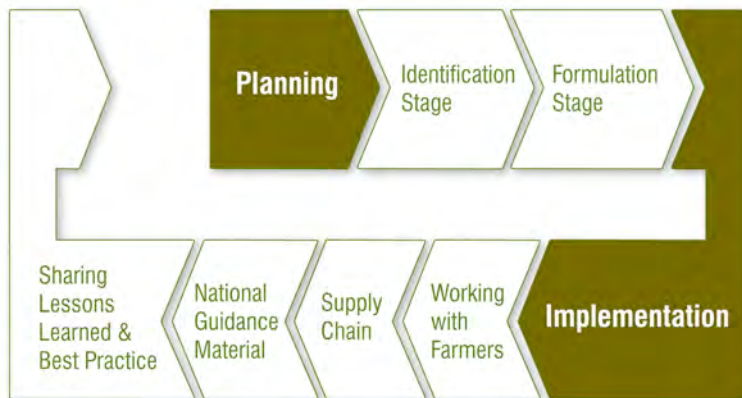 Planning
Identification
Stage
Formulation
Stage
Sharing
Lessons
Learned &
Best Practice
National
Guidance
Material
Supply
Chain
Working
with
Farmers
Implementation